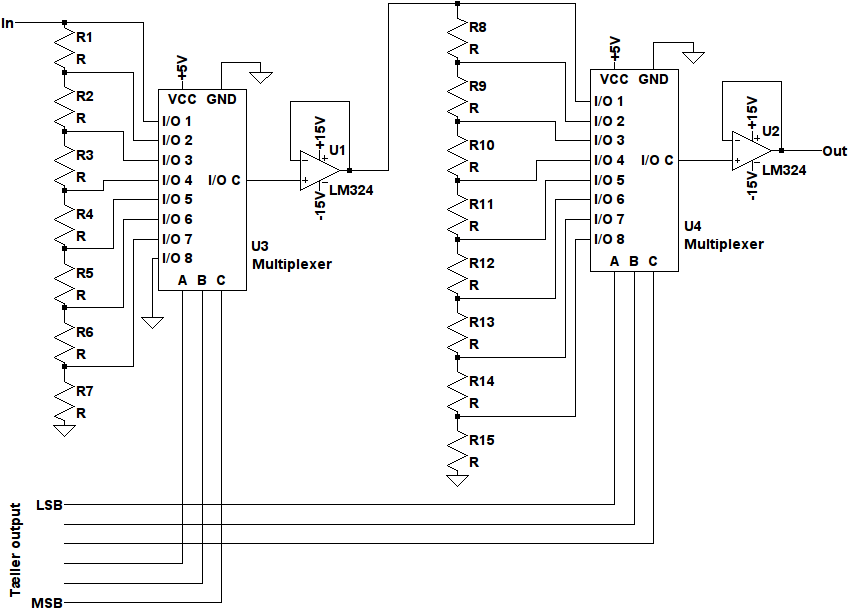 In
R1
R
R2
R
R3
R
R4
R
R5
R
R6
R
R7
R
+5V
VCC GND
I/O 1
I/O 2
I/O 3
I/O 4
I/O 5
I/O 6
I/O 7
I/O 8
I/O C
A B C
U3
Multiplexer
+15V
U1
LM324
-15V
R8
R
R9
R
R10
R
R11
R
R12
R
R13
R
R14
R
R15
R
+5V
VCC GND
I/O 1
I/O 2
I/O 3
I/O 4
I/O 5
I/O 6
I/O 7
I/O 8
I/O C
A B C
U4
Multiplexer
+15V
U2
LM324
-15V
Out
Tæller output
LSB
MSB